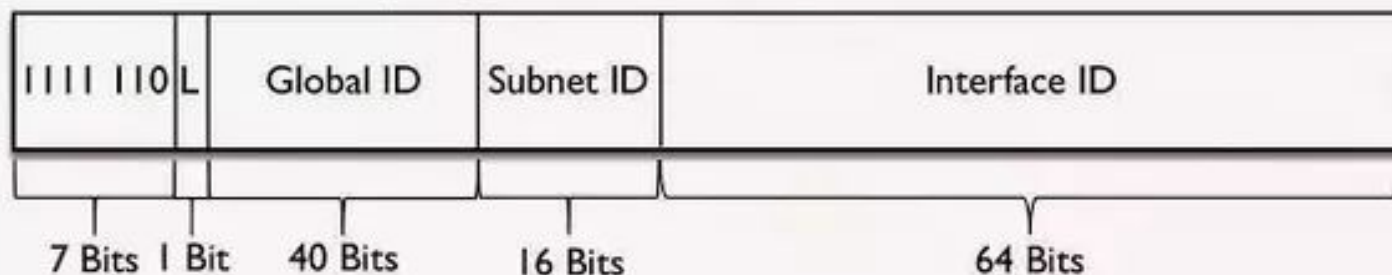 1111 110 L Global ID Subnet ID Interface ID
7 Bits 1 Bit 40 Bits 16 Bits 64 Bits